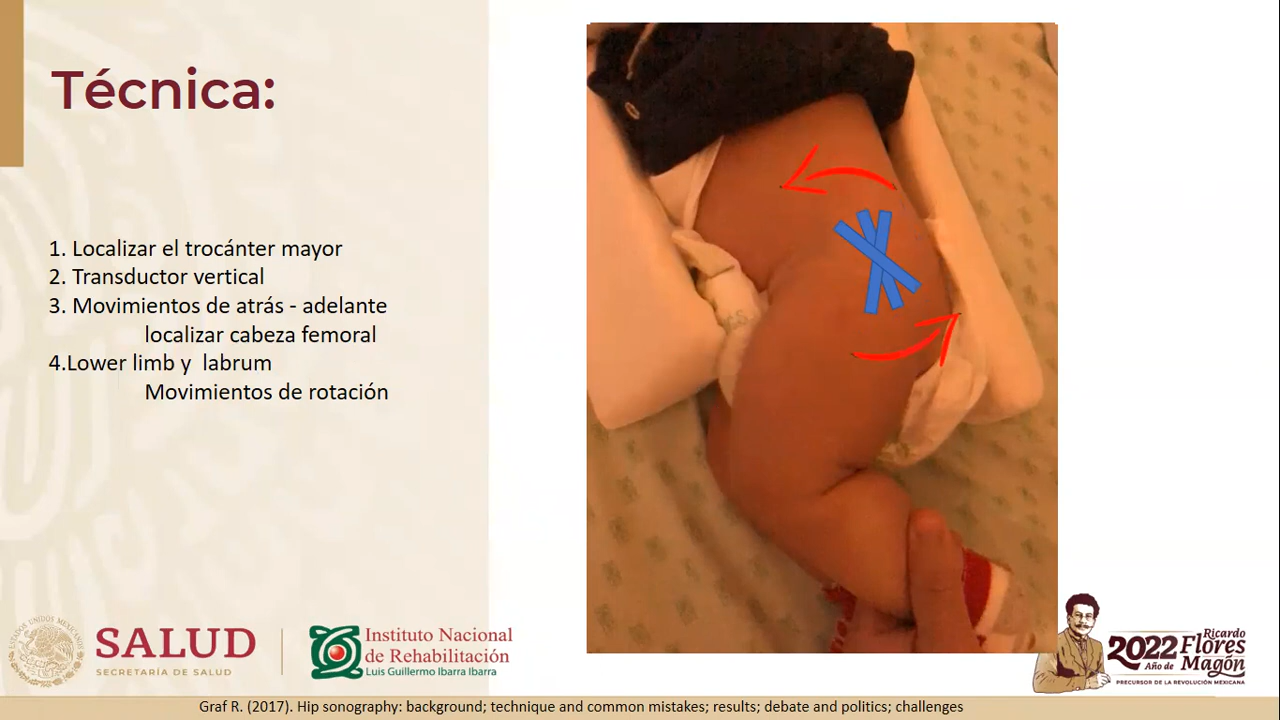 Técnica:
1. Localizar el trocánter mayor
2. Transductor vertical
3. Movimientos de atrás - adelante
localizar cabeza femoral
4.Lower limb y labrum
Movimientos de rotación
ESTADOS UNIDOS MEXICANOS
SALUD
SECRETARÍA DE SALUD
Instituto Nacional
de Rehabilitación
Luis Guillermo Ibarra Ibarra
2022 Ricardo
Año de Flores
Magón
PRECURSOR DE LA REVOLUCIÓN MEXICANA
Graf R. (2017). Hip sonography: background; technique and common mistakes; results; debate and politics; challenges